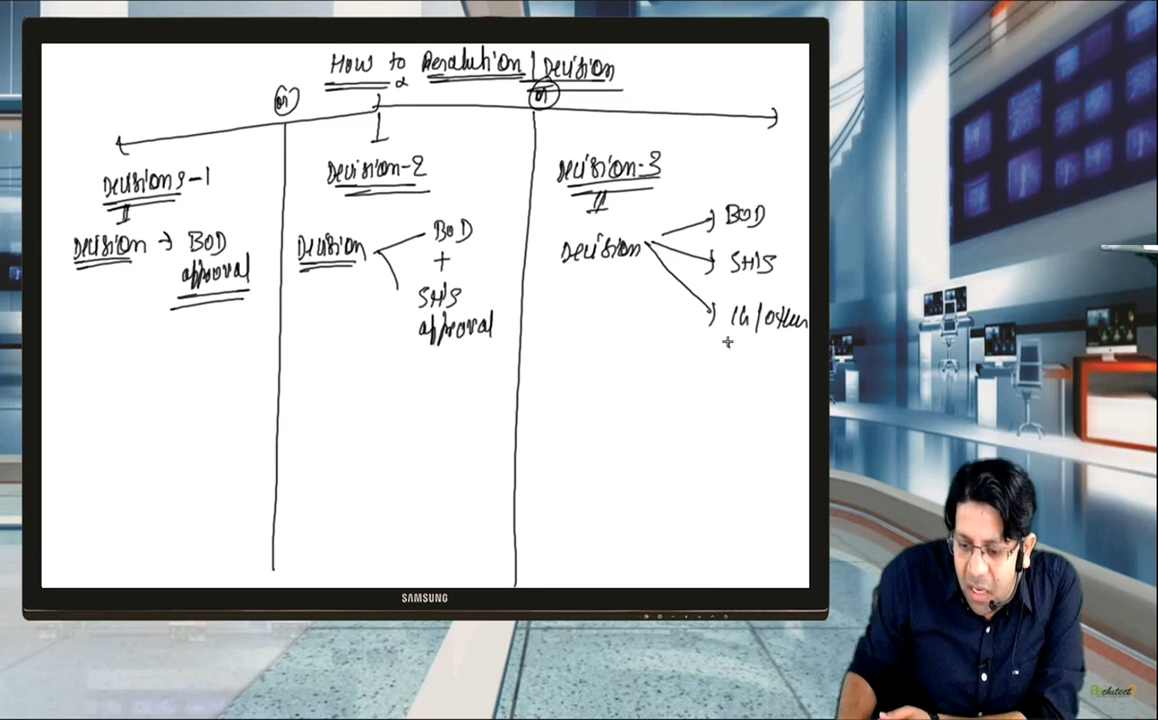 How to Resolution | Decision
or
or
Decisions-1
Decision → BOD
approval
Decision-2
Decision
BOD
+
SH'S
approval
Decision-3
Decision
BOD
SH'S
/other
SAMSUNG